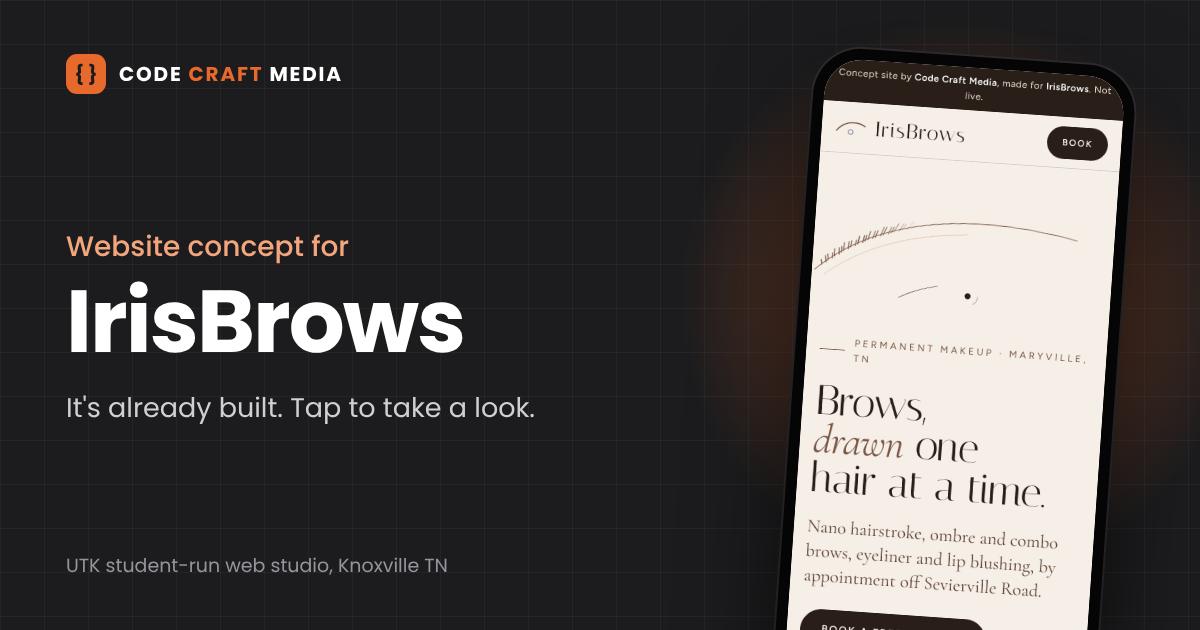 { } CODE CRAFT MEDIA
Website concept for
IrisBrows
It's already built. Tap to take a look.
UTK student-run web studio, Knoxville TN
Concept site by Code Craft Media, made for IrisBrows. Not
live.
IrisBrows
BOOK
PERMANENT MAKEUP · MARYVILLE,
TN
Brows,
drawn one
hair at a time.
Nano hairstroke, ombre and combo
brows, eyeliner and lip blushing, by
appointment off Sevierville Road.
BOOK A